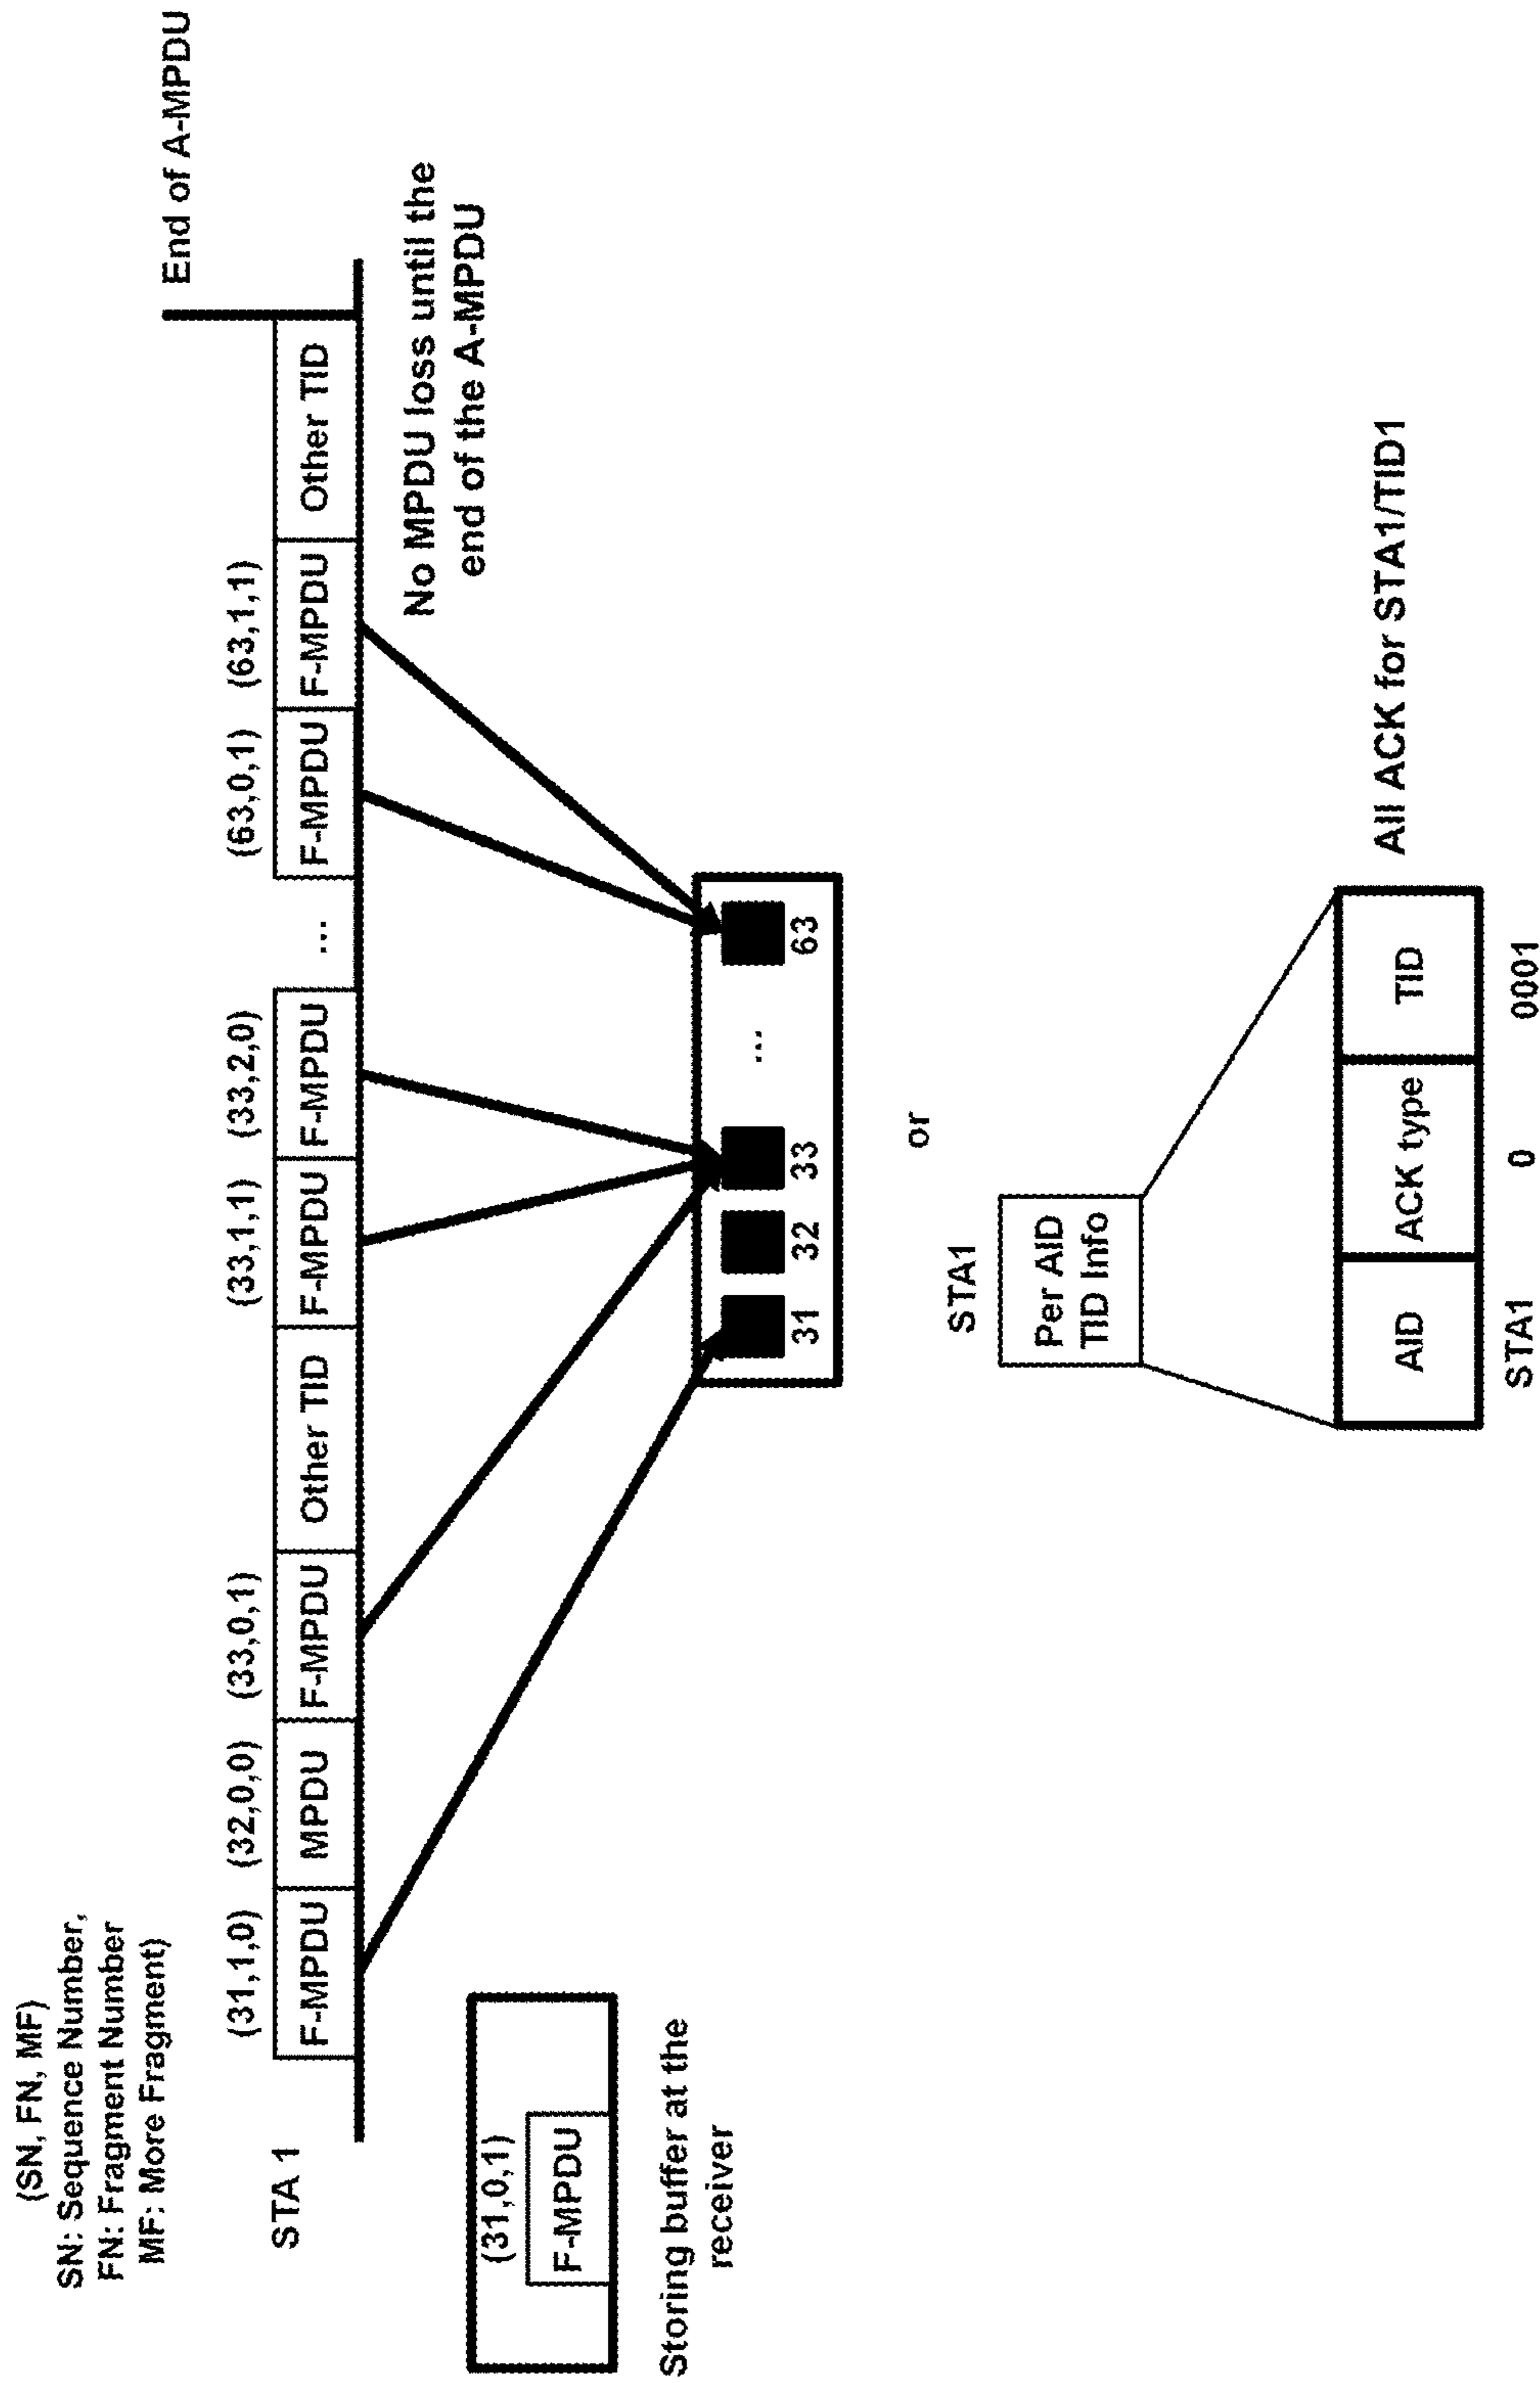 (SN, FN, MF)
SN: Sequence Number,
FN: Fragment Number
MF: More Fragment)
End of A-MPDU
(31,1,0) (32,0,0) (33,0,1) (33,1,1) (33,2,0) (63,0,1) (63,1,1)
STA 1 F-MPDU MPDU F-MPDU Other TID F-MPDU F-MPDU ... F-MPDU F-MPDU Other TID
No MPDU loss until the
end of the A-MPDU
(31,0,1)
F-MPDU
Storing buffer at the
receiver
31 32 33 ... 63
or
STA1
Per AID
TID Info
All ACK for STA1/TID1
AID ACK type TID
STA1 0 0001